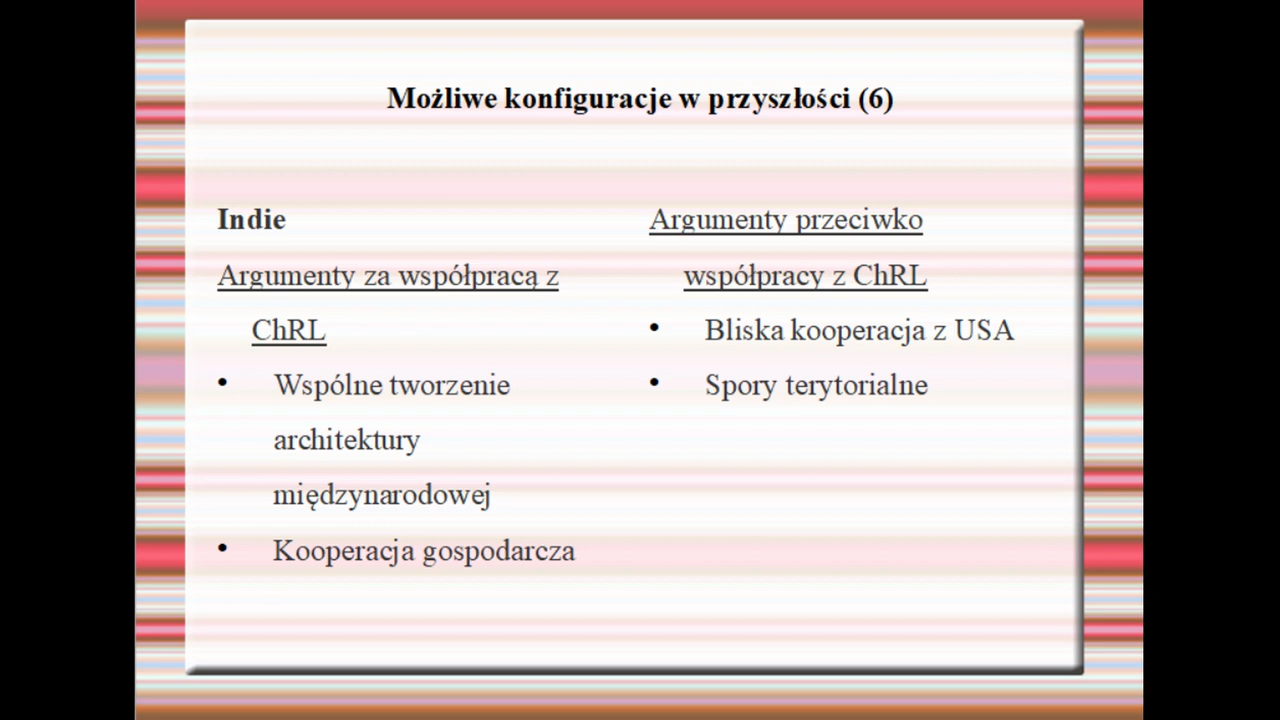 Możliwe konfiguracje w przyszłości (6)
Indie
Argumenty za współpracą z
ChRL
• Wspólne tworzenie
architektury
międzynarodowej
• Kooperacja gospodarcza
Argumenty przeciwko
współpracy z ChRL
• Bliska kooperacja z USA
• Spory terytorialne